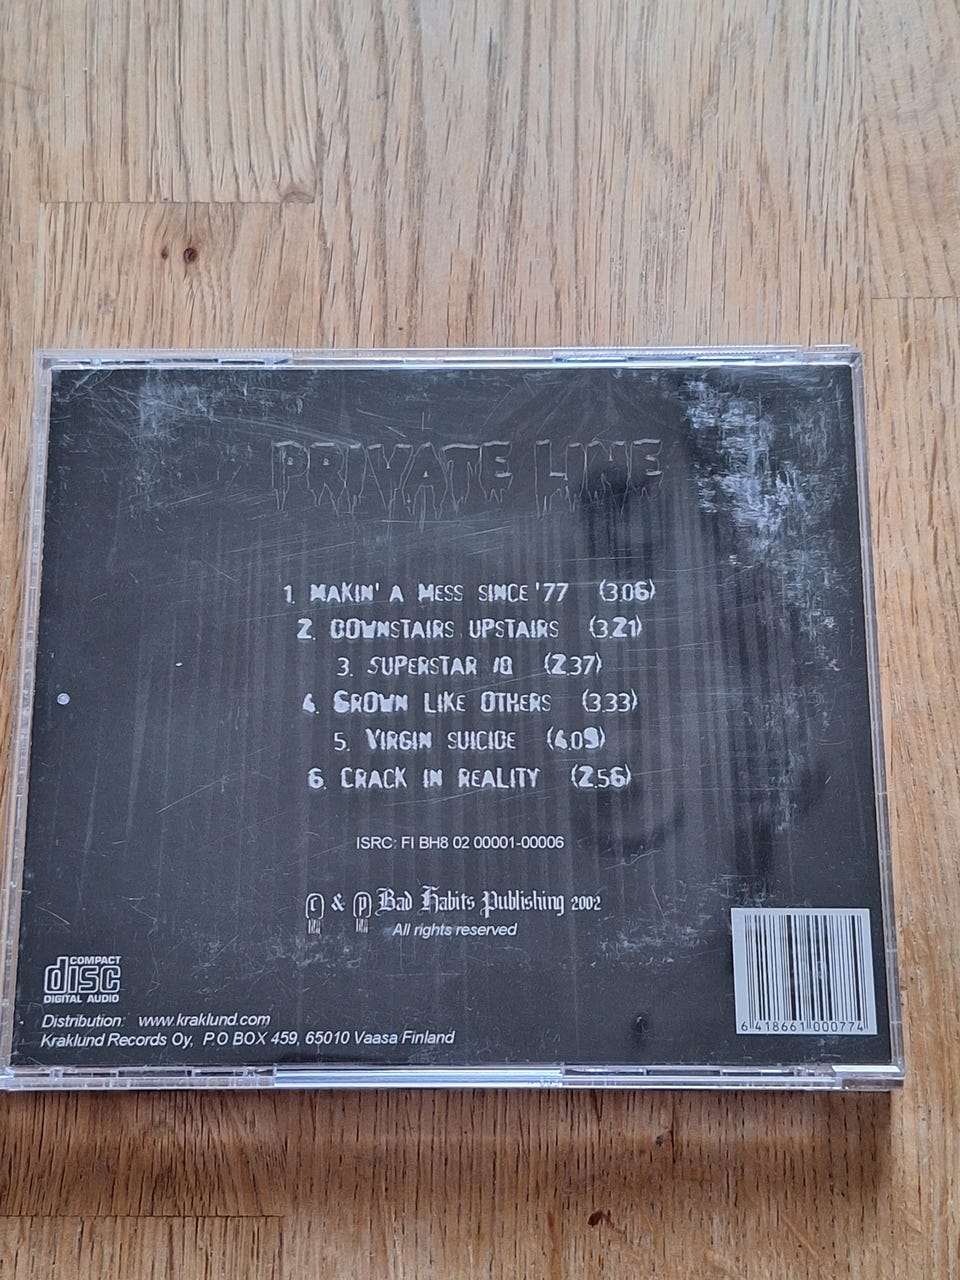 PRIVATE LINE
1. MAKIN' A MESS SINCE '77 (3.06)
2. DOWNSTAIRS UPSTAIRS (3.21)
3. SUPERSTAR IQ (2.37)
4. GROWN LIKE OTHERS (3.33)
5. VIRGIN SUICIDE (4.09)
6. CRACK IN REALITY (2.56)
ISRC: FI BH8 02 00001-00006
c & p Bad Habits Publishing 2002
All rights reserved
COMPACT
disc
DIGITAL AUDIO
Distribution: www.kraklund.com
Kraklund Records Oy, P.O BOX 459, 65010 Vaasa Finland
6 418661 000774